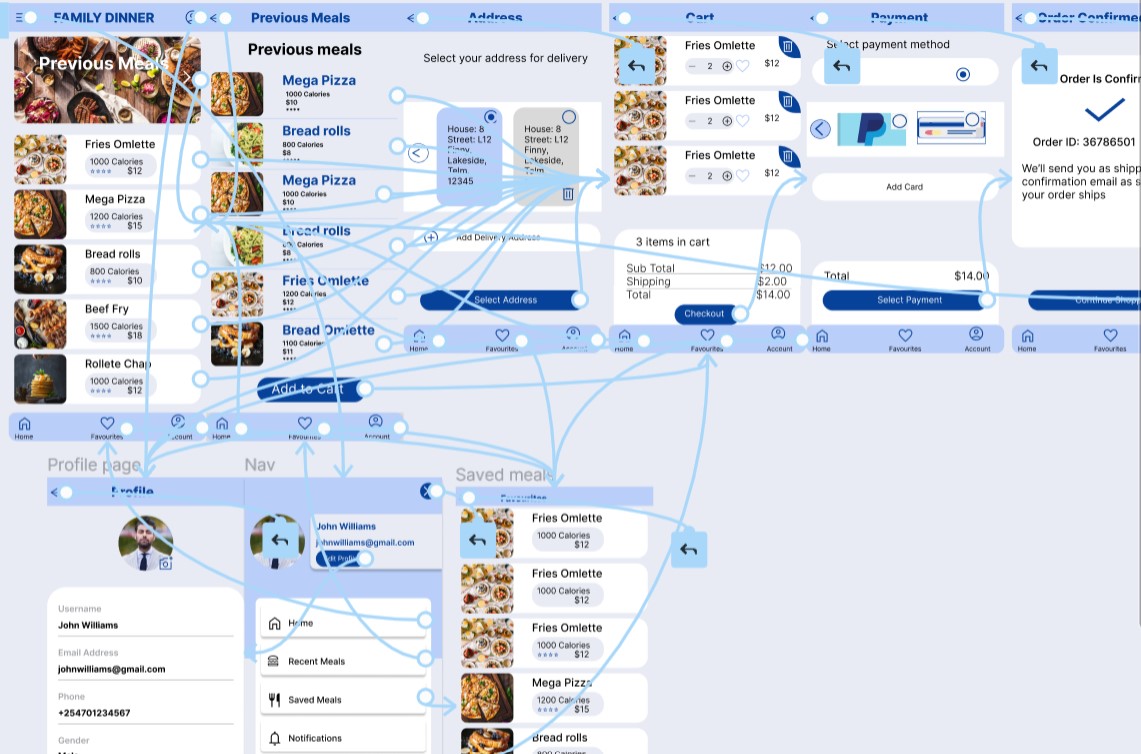 FAMILY DINNER
Previous Meals
Fries Omlette
1000 Calories
$12
Mega Pizza
1200 Calories
$15
Bread rolls
800 Calories
$10
Beef Fry
1500 Calories
$18
Rollete Chap
1000 Calories
$12
Home
Favourites
Account
Previous Meals
Previous meals
Mega Pizza
1000 Calories
$10
Bread rolls
800 Calories
$8
Mega Pizza
1000 Calories
$10
Bread rolls
800 Calories
$8
Fries Omlette
1200 Calories
$12
Bread Omlette
1100 Calories
$11
Add to Cart
Home
Favourites
Account
Address
Select your address for delivery
House: 8
Street: L12
Finny,
Lakeside,
Telm
12345
House: 8
Street: L12
Finny,
Lakeside,
Telm
Add Delivery Address
Select Address
Home
Favourites
Account
Cart
Fries Omlette
2
$12
Fries Omlette
2
$12
Fries Omlette
2
$12
3 items in cart
Sub Total $12.00
Shipping $2.00
Total $14.00
Checkout
Home
Favourites
Account
Payment
Select payment method
Add Card
Total $14.00
Select Payment
Home
Favourites
Account
Order Confirme
Order Is Confir
Order ID: 36786501
We'll send you as shipp
confirmation email as s
your order ships
Continue Shopp
Home
Favourites
Profile page
Profile
Username
John Williams
Email Address
johnwilliams@gmail.com
Phone
+254701234567
Gender
Nav
John Williams
johnwilliams@gmail.com
Edit Profile
Home
Recent Meals
Saved Meals
Notifications
Saved meals
Favourites
Fries Omlette
1000 Calories
$12
Fries Omlette
1000 Calories
$12
Fries Omlette
1000 Calories
$12
Mega Pizza
1200 Calories
$15
Bread rolls
800 Calories